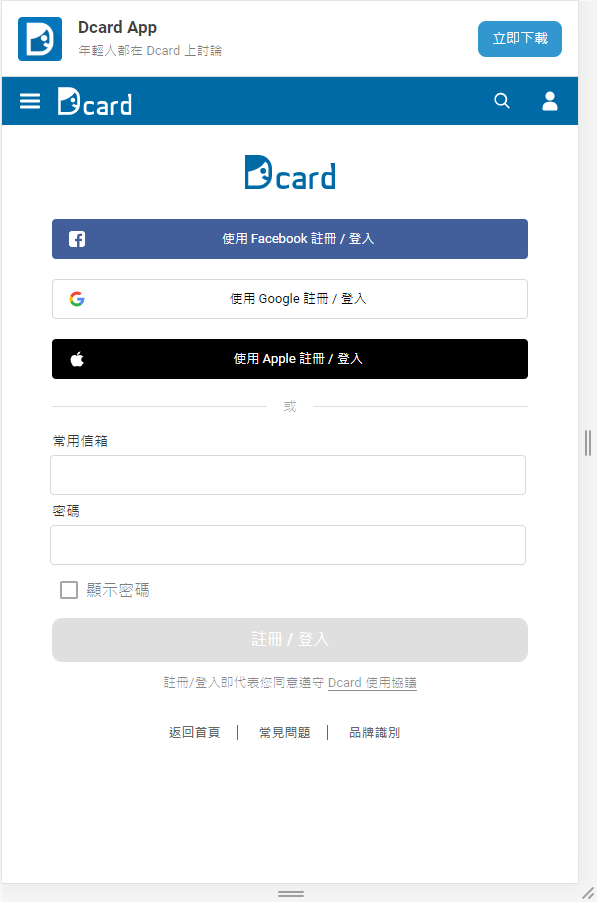 Dcard App
年輕人都在 Dcard 上討論
立即下載
Dcard
Dcard
使用 Facebook 註冊 / 登入
使用 Google 註冊 / 登入
使用 Apple 註冊 / 登入
或
常用信箱
密碼
顯示密碼
註冊 / 登入
註冊/登入即代表您同意遵守 Dcard 使用協議
返回首頁 | 常見問題 | 品牌識別